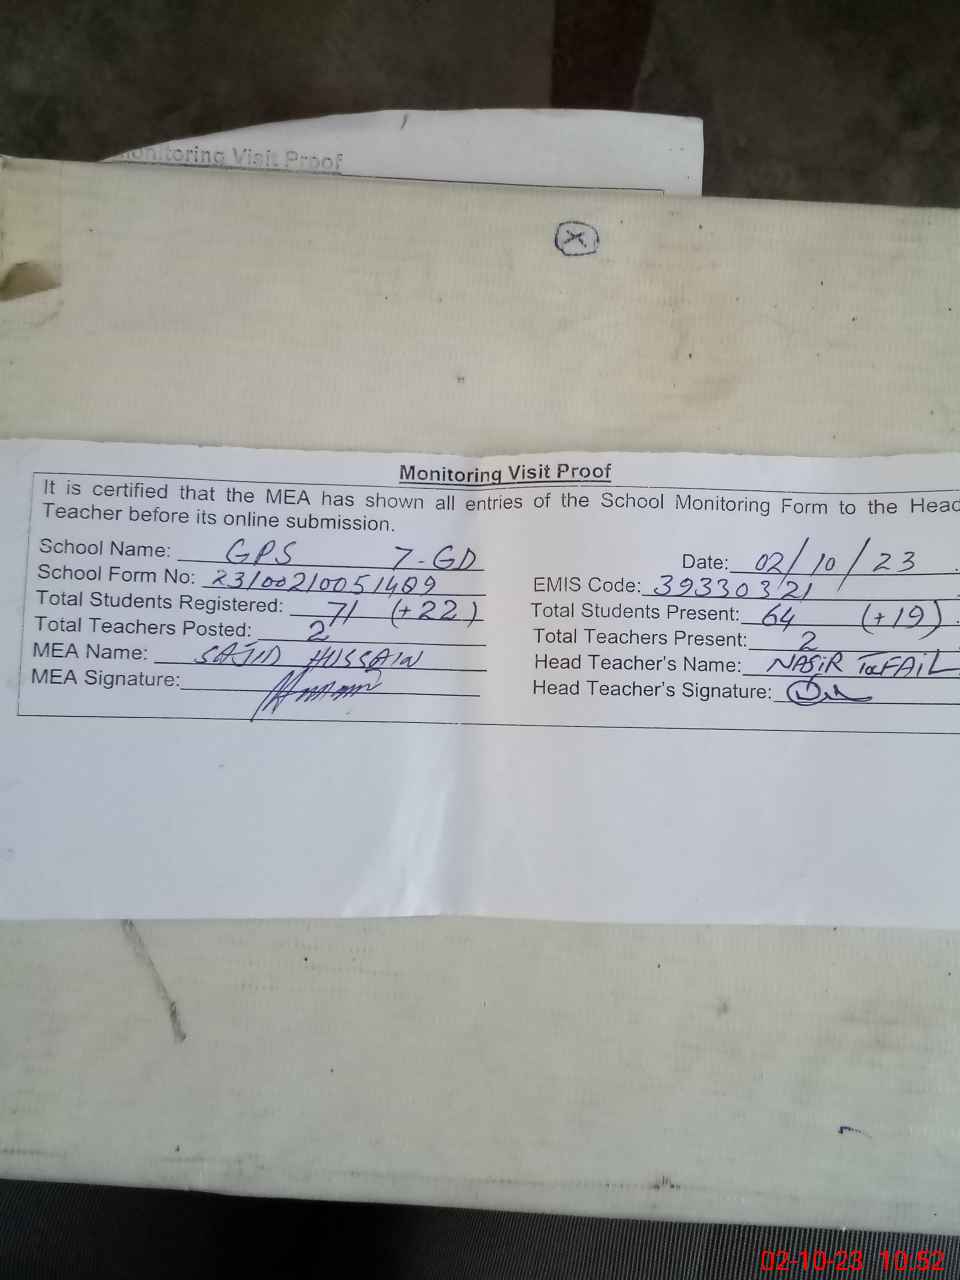 Monitoring Visit Proof
Monitoring Visit Proof
It is certified that the MEA has shown all entries of the School Monitoring Form to the Head
Teacher before its online submission.
School Name: GPS 7-GD Date: 02/10/23
School Form No: 23100210051489 EMIS Code: 39330321
Total Students Registered: 71 (+22) Total Students Present: 64 (+19)
Total Teachers Posted: 2 Total Teachers Present: 2
MEA Name: SAJID HUSSAIN Head Teacher's Name: NASIR TOFAIL
MEA Signature: Head Teacher's Signature:
02-10-23 10:52